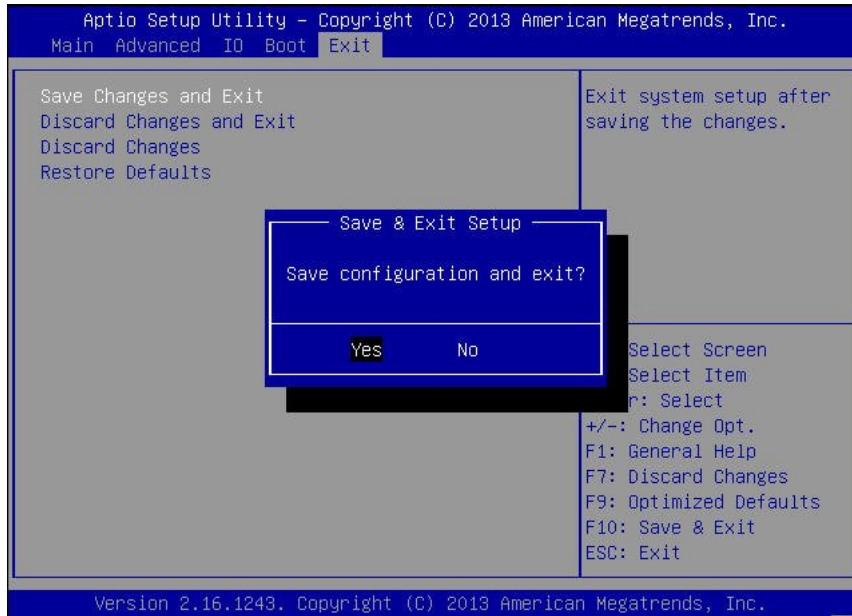 Aptio Setup Utility – Copyright (C) 2013 American Megatrends, Inc.
Main Advanced IO Boot Exit
Save Changes and Exit
Discard Changes and Exit
Discard Changes
Restore Defaults
Exit system setup after
saving the changes.
Save & Exit Setup
Save configuration and exit?
Yes No
Select Screen
Select Item
r: Select
+/-: Change Opt.
F1: General Help
F7: Discard Changes
F9: Optimized Defaults
F10: Save & Exit
ESC: Exit
Version 2.16.1243. Copyright (C) 2013 American Megatrends, Inc.